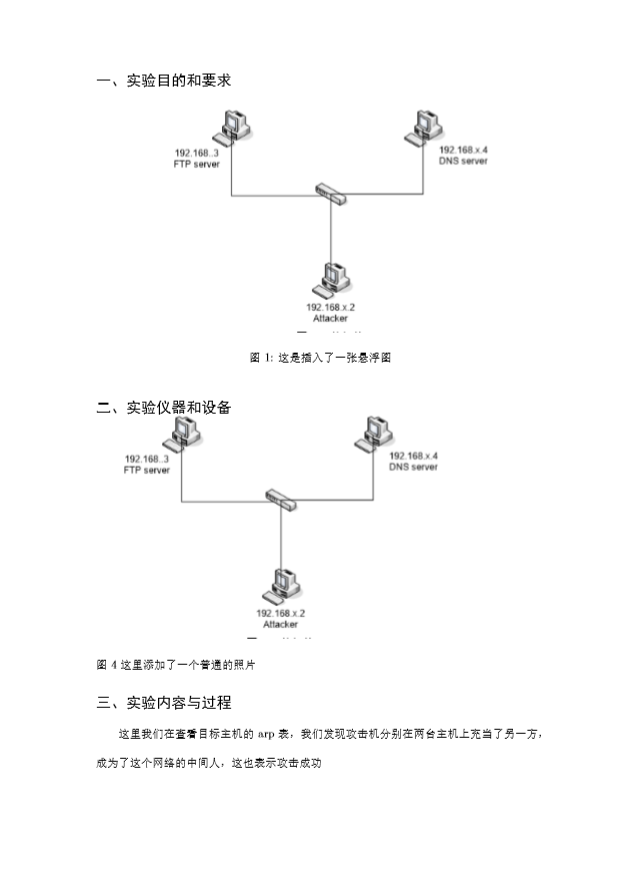 一、实验目的和要求
192.168..3
FTP server
192.168.x.4
DNS server
192.168.x.2
Attacker
图 1: 这是插入了一张悬浮图
二、实验仪器和设备
192.168..3
FTP server
192.168.x.4
DNS server
192.168.x.2
Attacker
图 4 这里添加了一个普通的照片
三、实验内容与过程
这里我们在查看目标主机的 arp 表，我们发现攻击机分别在两台主机上充当了另一方，
成为了这个网络的中间人，这也表示攻击成功